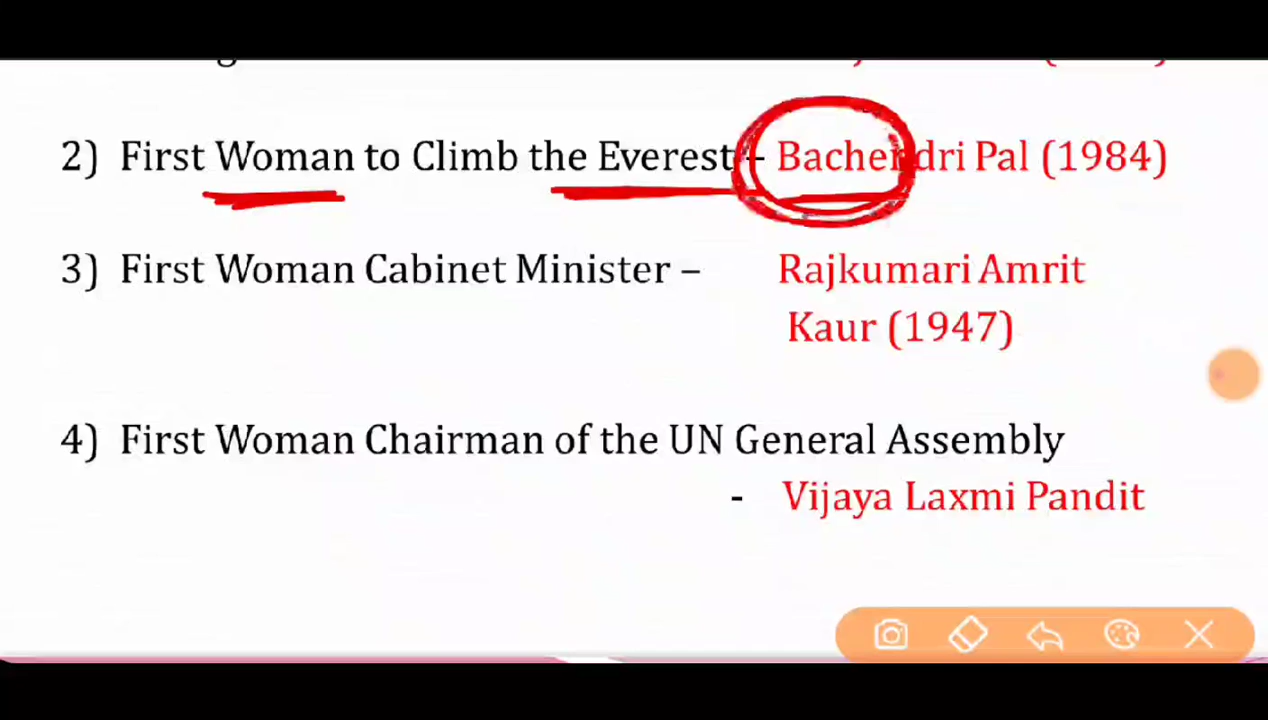 2) First Woman to Climb the Everest – Bachendri Pal (1984)
3) First Woman Cabinet Minister – Rajkumari Amrit
Kaur (1947)
4) First Woman Chairman of the UN General Assembly
- Vijaya Laxmi Pandit